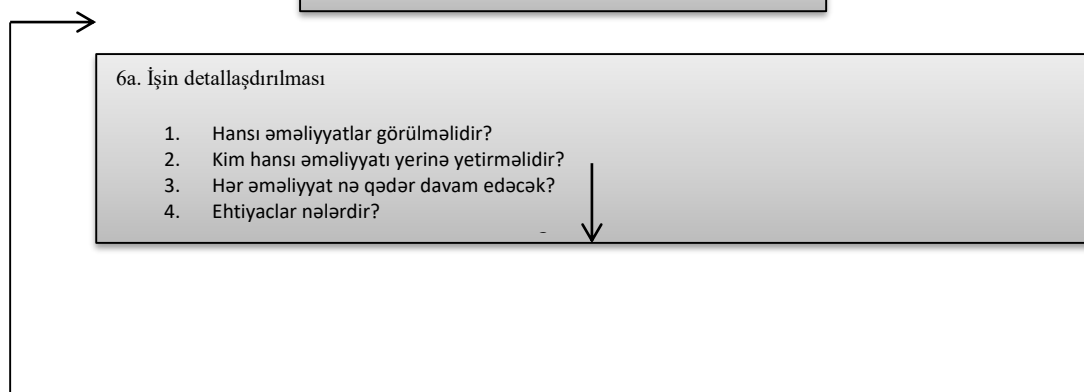 6a. İşin detallaşdırılması
1. Hansı əməliyyatlar görülməlidir?
2. Kim hansı əməliyyatı yerinə yetirməlidir?
3. Hər əməliyyat nə qədər davam edəcək?
4. Ehtiyaclar nələrdir?